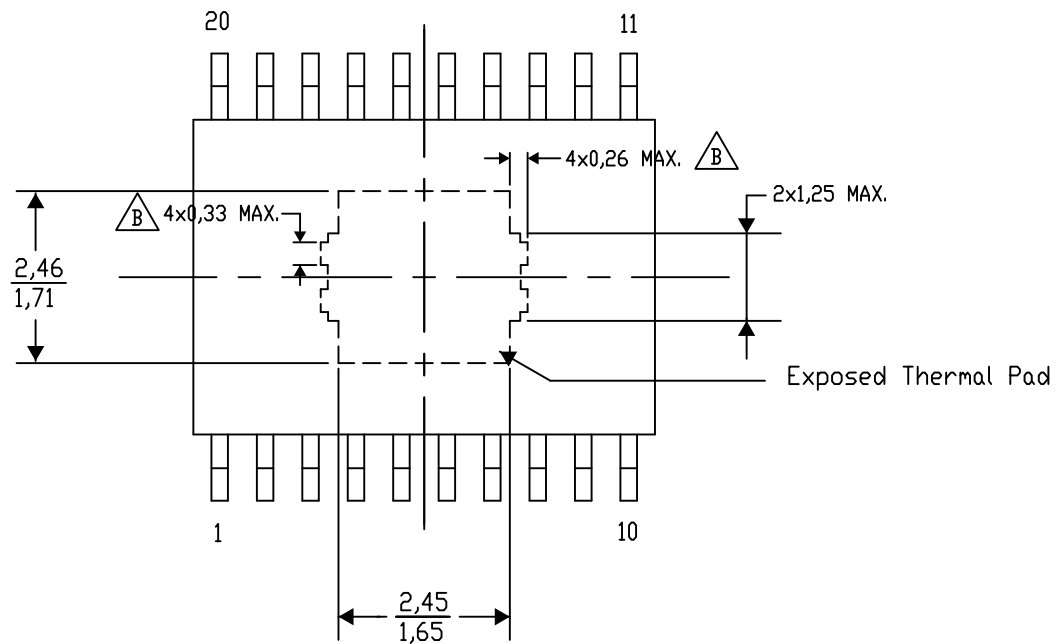 20
11
4x0,26 MAX.
B
2x1,25 MAX.
B
4x0,33 MAX.
2,46
1,71
Exposed Thermal Pad
1
10
2,45
1,65